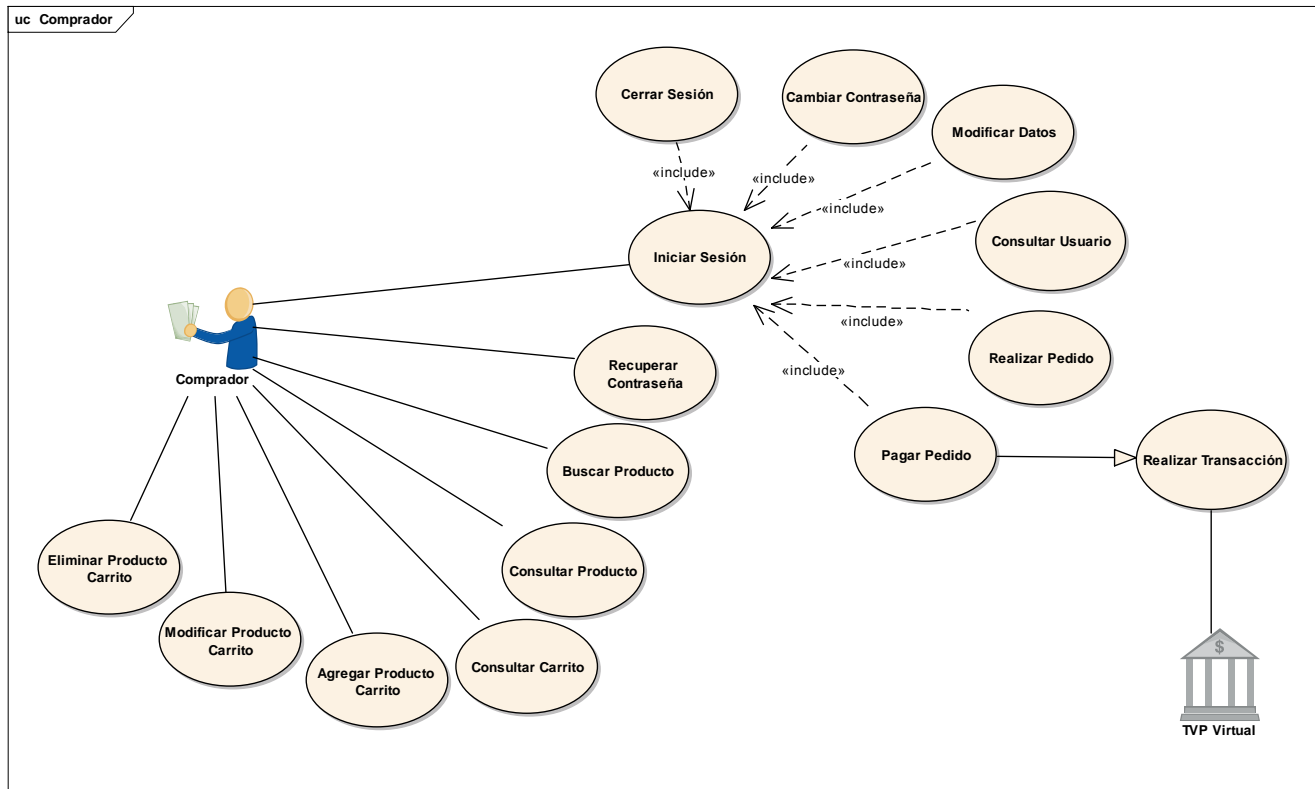 uc Comprador
Cerrar Sesión
Cambiar Contraseña
Modificar Datos
«include»
«include»
«include»
Iniciar Sesión
Consultar Usuario
«include»
«include»
Realizar Pedido
Recuperar
Contraseña
«include»
Comprador
Buscar Producto
Pagar Pedido
Realizar Transacción
Eliminar Producto
Carrito
Consultar Producto
Modificar Producto
Carrito
Agregar Producto
Carrito
Consultar Carrito
$
TVP Virtual